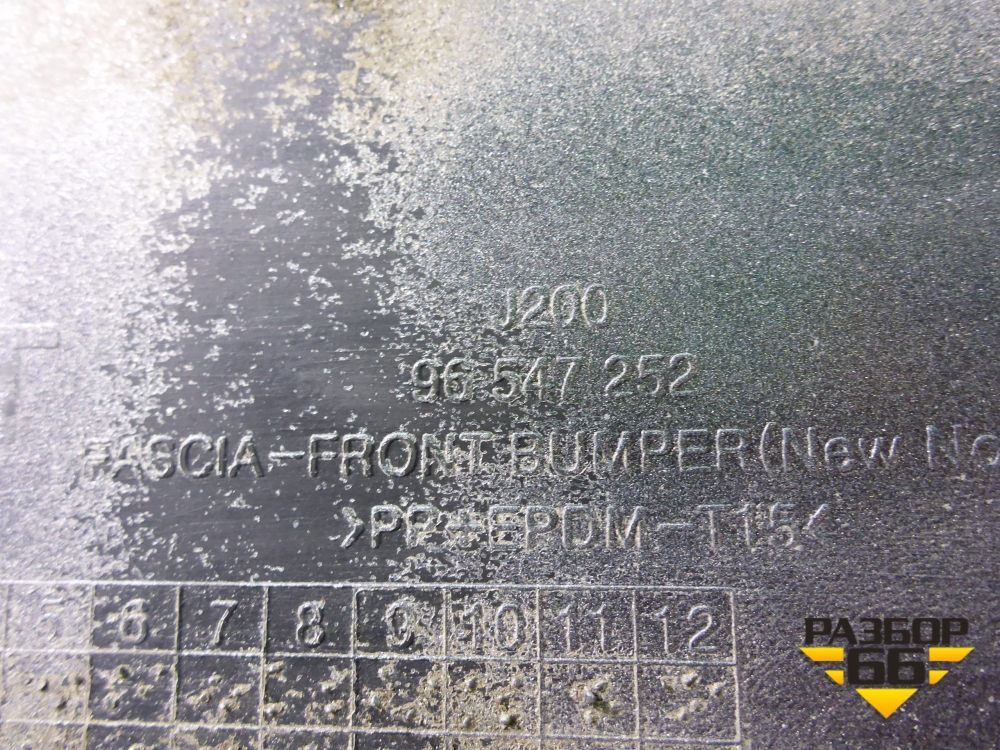 J200
96 547 252
FASCIA-FRONT BUMPER (New No
>PP+EPDM-T15<
5 6 7 8 9 10 11 12
РАЗБОР
66